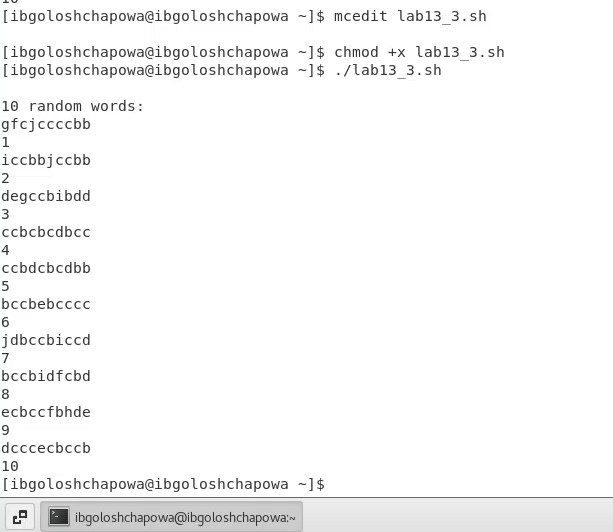 10
[ibgoloshchapowa@ibgoloshchapowa ~]$ mcedit lab13_3.sh
[ibgoloshchapowa@ibgoloshchapowa ~]$ chmod +x lab13_3.sh
[ibgoloshchapowa@ibgoloshchapowa ~]$ ./lab13_3.sh
10 random words:
gfcjccccbb
1
iccbbjccbb
2
degccbibdd
3
ccbcbcdbcc
4
ccbdcbcdbb
5
bccbebcccc
6
jdbccbiccd
7
bccbidfcbd
8
ecbccfbhde
9
dcccecbccb
10
[ibgoloshchapowa@ibgoloshchapowa ~]$
ibgoloshchapowa@ibgoloshchapowa:~